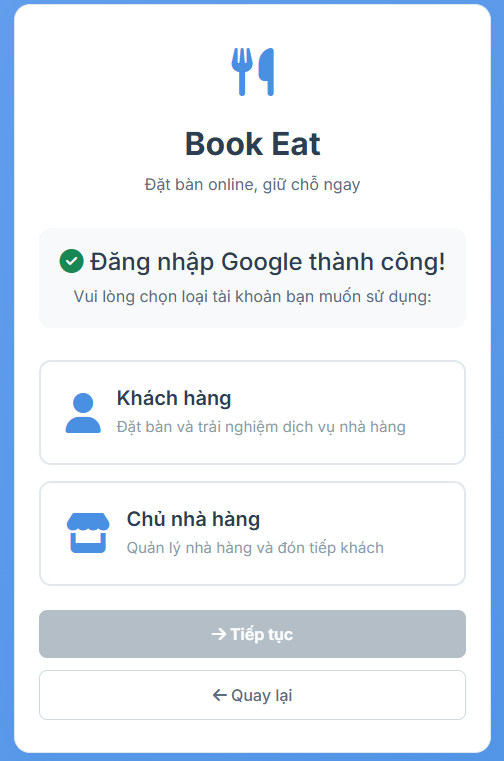 Book Eat
Đặt bàn online, giữ chỗ ngay
Đăng nhập Google thành công!
Vui lòng chọn loại tài khoản bạn muốn sử dụng:
Khách hàng
Đặt bàn và trải nghiệm dịch vụ nhà hàng
Chủ nhà hàng
Quản lý nhà hàng và đón tiếp khách
→ Tiếp tục
← Quay lại